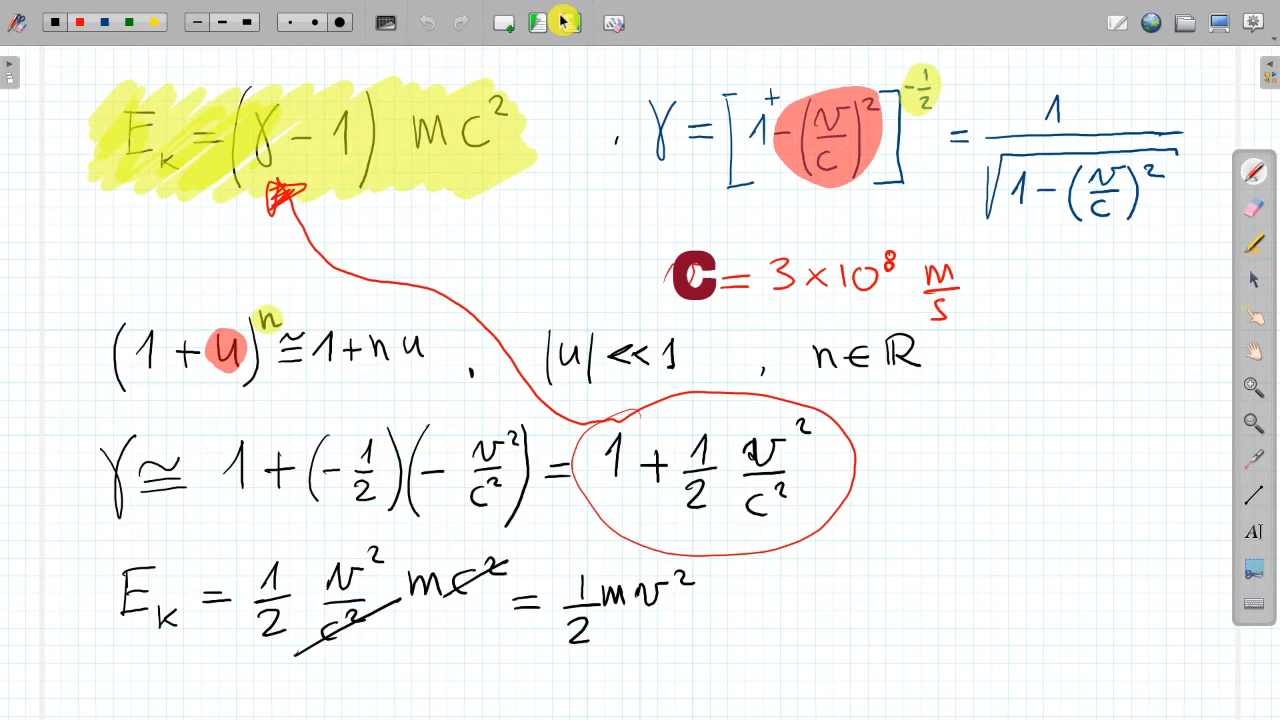 E_k = (γ - 1) mc² . γ = [1 + - (v/c)²]^(-1/2) = 1/√(1 - (v/c)²)
C = 3 × 10⁸ m/s
(1 + u)ⁿ ≅ 1 + nu , |u| << 1 , n ∈ ℝ
γ ≅ 1 + (-1/2)(- v²/c²) = 1 + 1/2 v²/c²
E_k = 1/2 v²/c² mc² = 1/2 mv²
AI